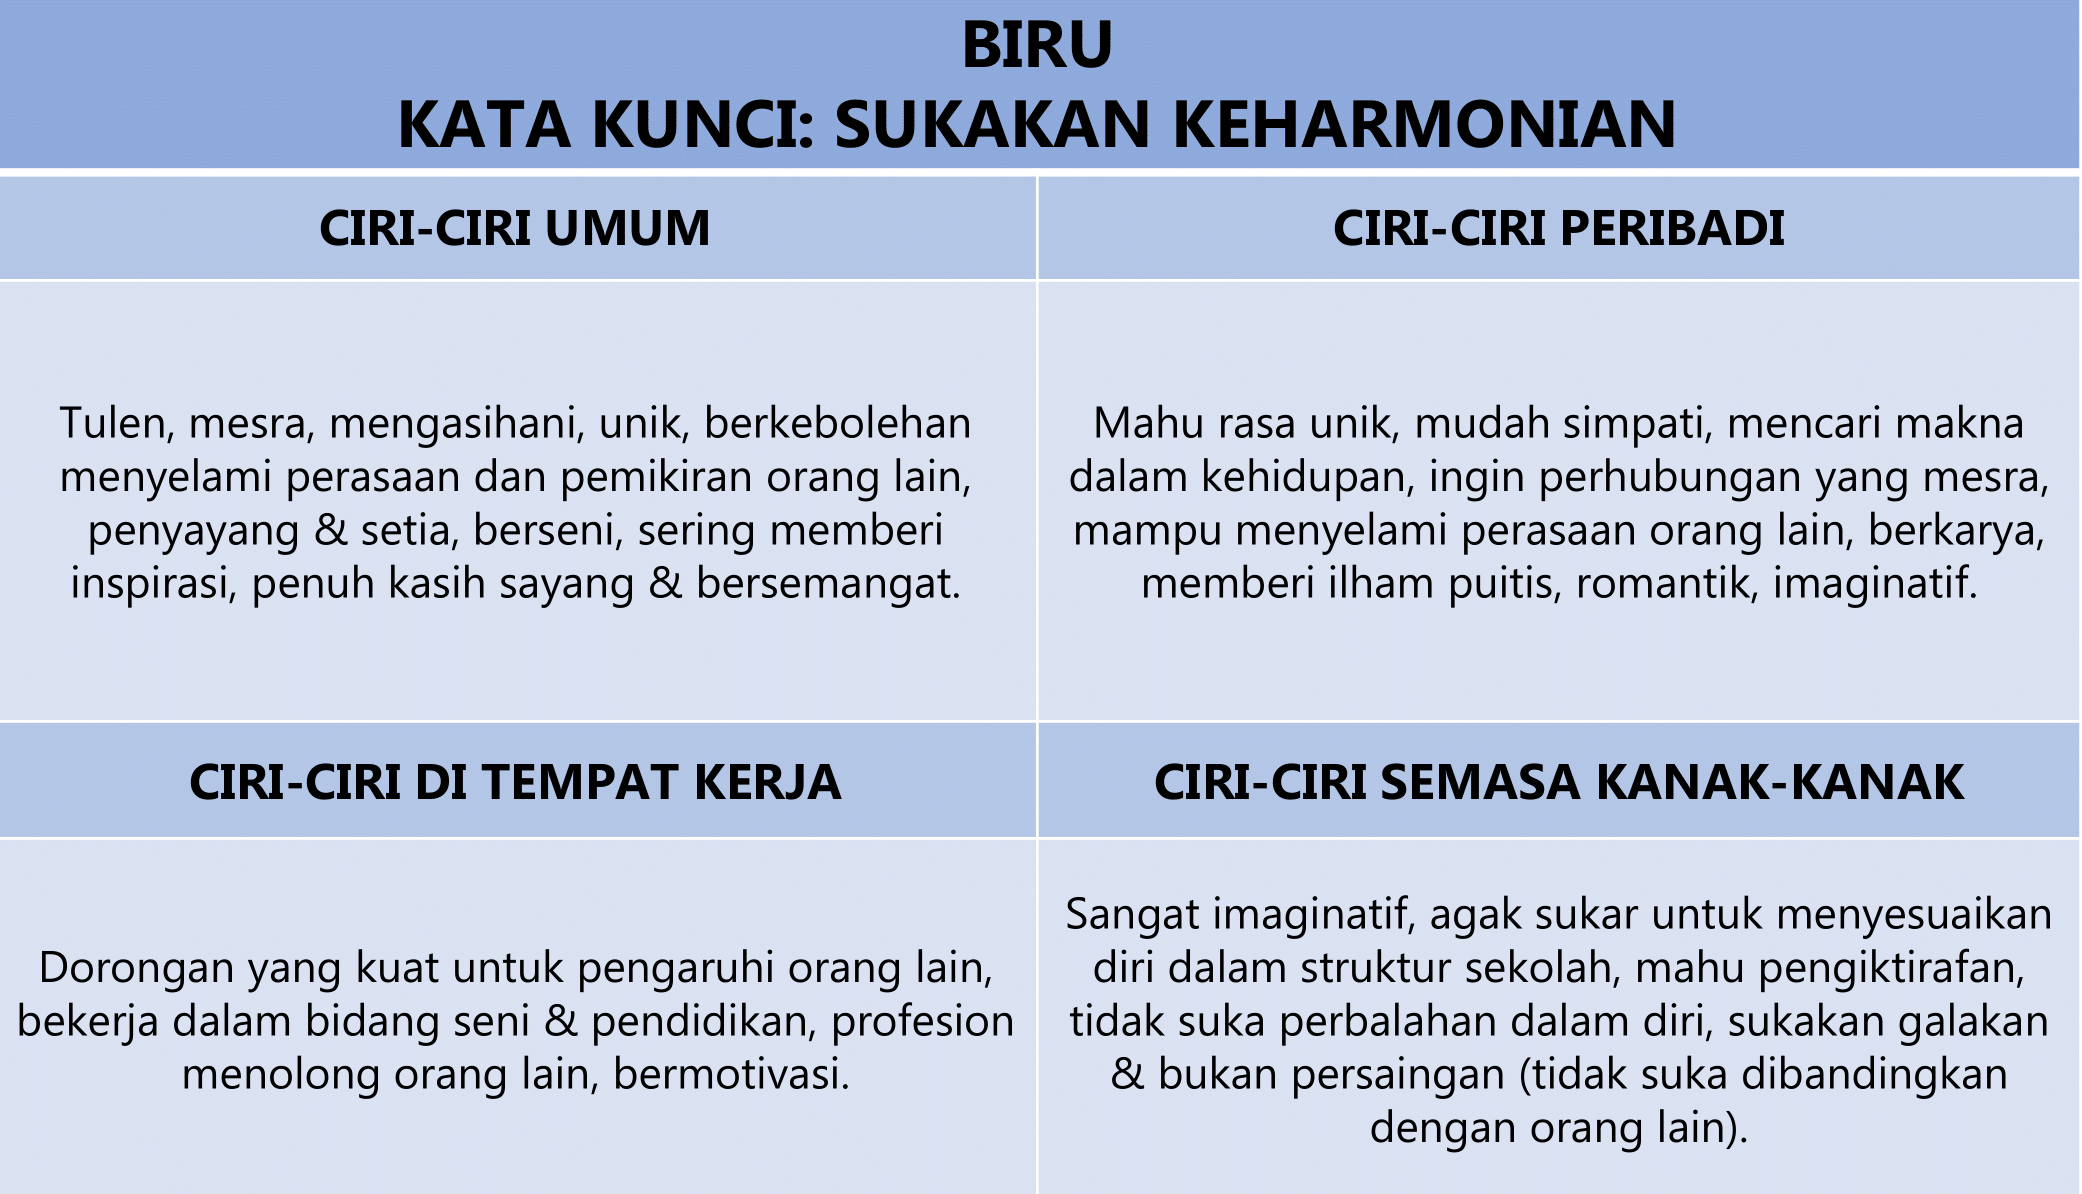 BIRU
KATA KUNCI: SUKAKAN KEHARMONIAN
CIRI-CIRI UMUM
CIRI-CIRI PERIBADI
Tulen, mesra, mengasihani, unik, berkebolehan
menyelami perasaan dan pemikiran orang lain,
penyayang & setia, berseni, sering memberi
inspirasi, penuh kasih sayang & bersemangat.
Mahu rasa unik, mudah simpati, mencari makna
dalam kehidupan, ingin perhubungan yang mesra,
mampu menyelami perasaan orang lain, berkarya,
memberi ilham puitis, romantik, imaginatif.
CIRI-CIRI DI TEMPAT KERJA
CIRI-CIRI SEMASA KANAK-KANAK
Dorongan yang kuat untuk pengaruhi orang lain,
bekerja dalam bidang seni & pendidikan, profesion
menolong orang lain, bermotivasi.
Sangat imaginatif, agak sukar untuk menyesuaikan
diri dalam struktur sekolah, mahu pengiktirafan,
tidak suka perbalahan dalam diri, sukakan galakan
& bukan persaingan (tidak suka dibandingkan
dengan orang lain).